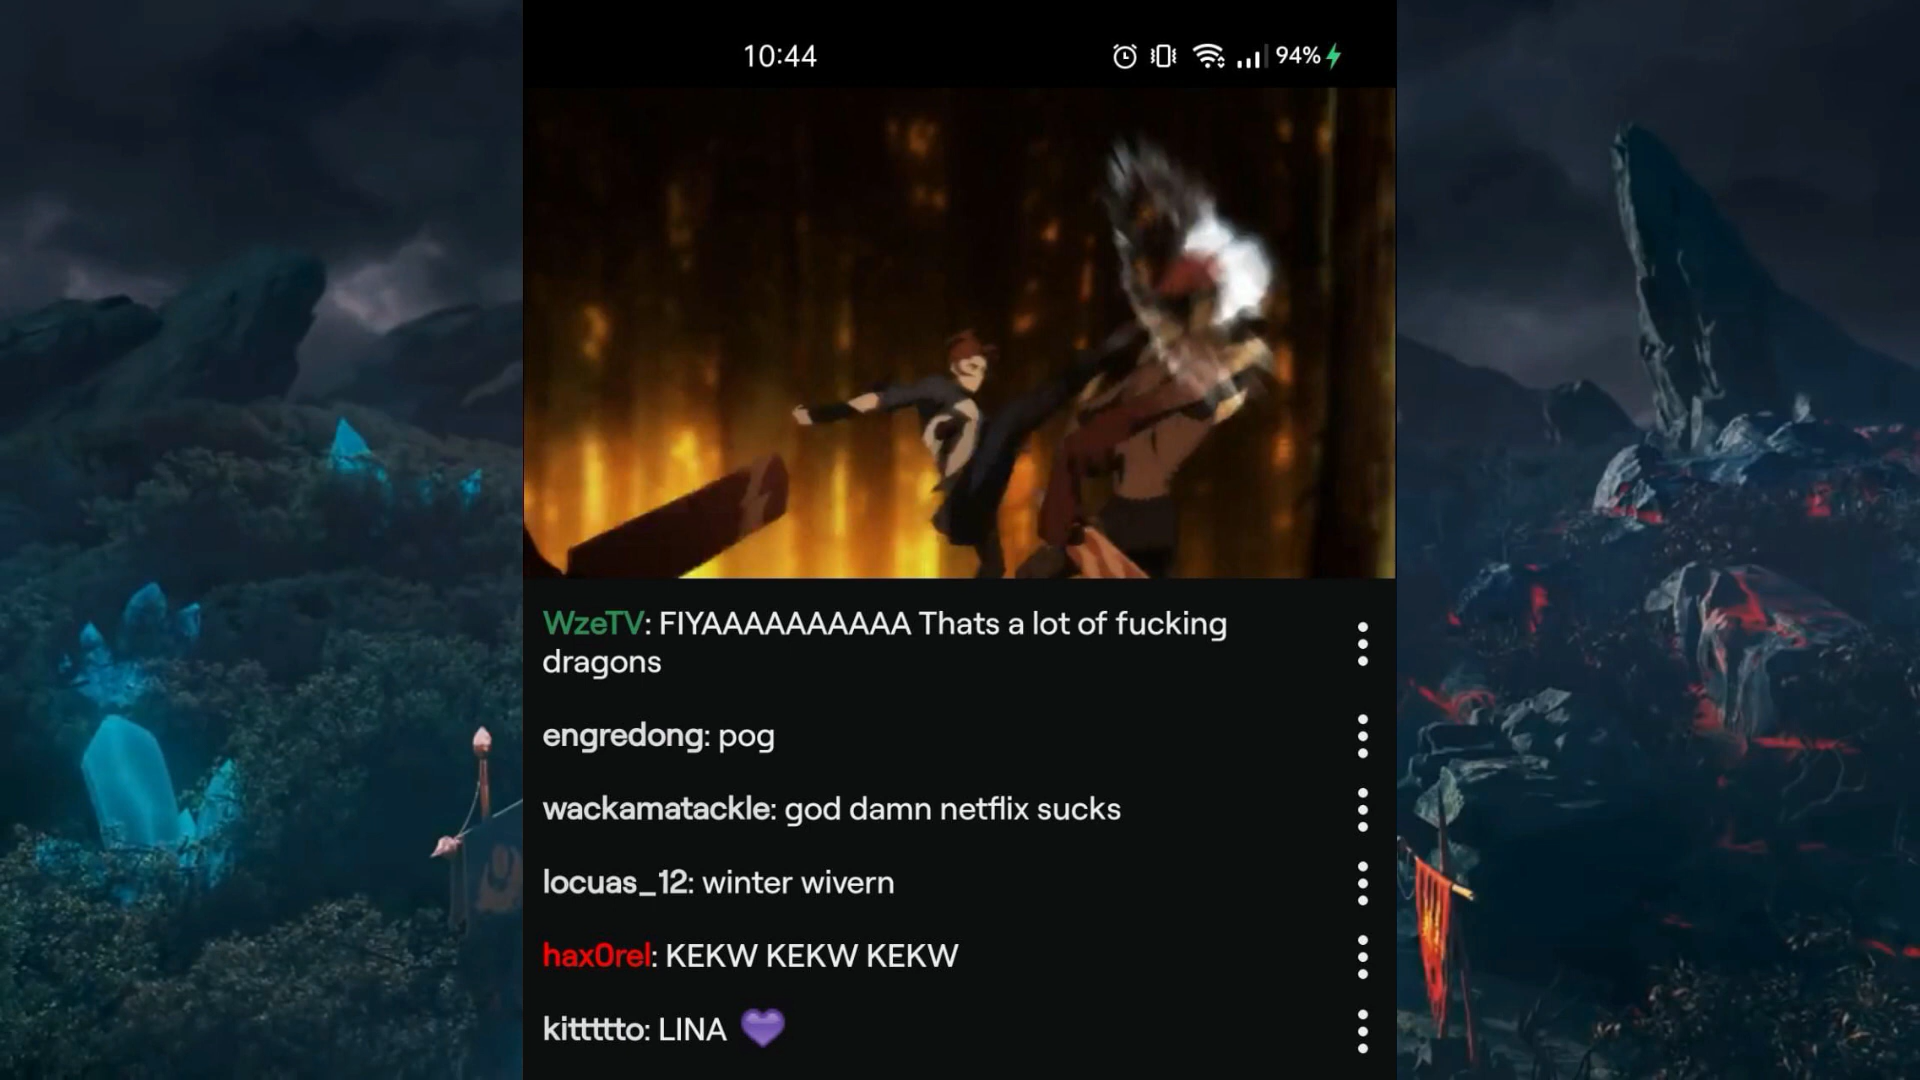 10:44
94%
WzeTV: FIYAAAAAAAAAA Thats a lot of fucking
dragons
engredong: pog
wackamatackle: god damn netflix sucks
locuas_12: winter wivern
hax0rel: KEKW KEKW KEKW
kitttttto: LINA 💜